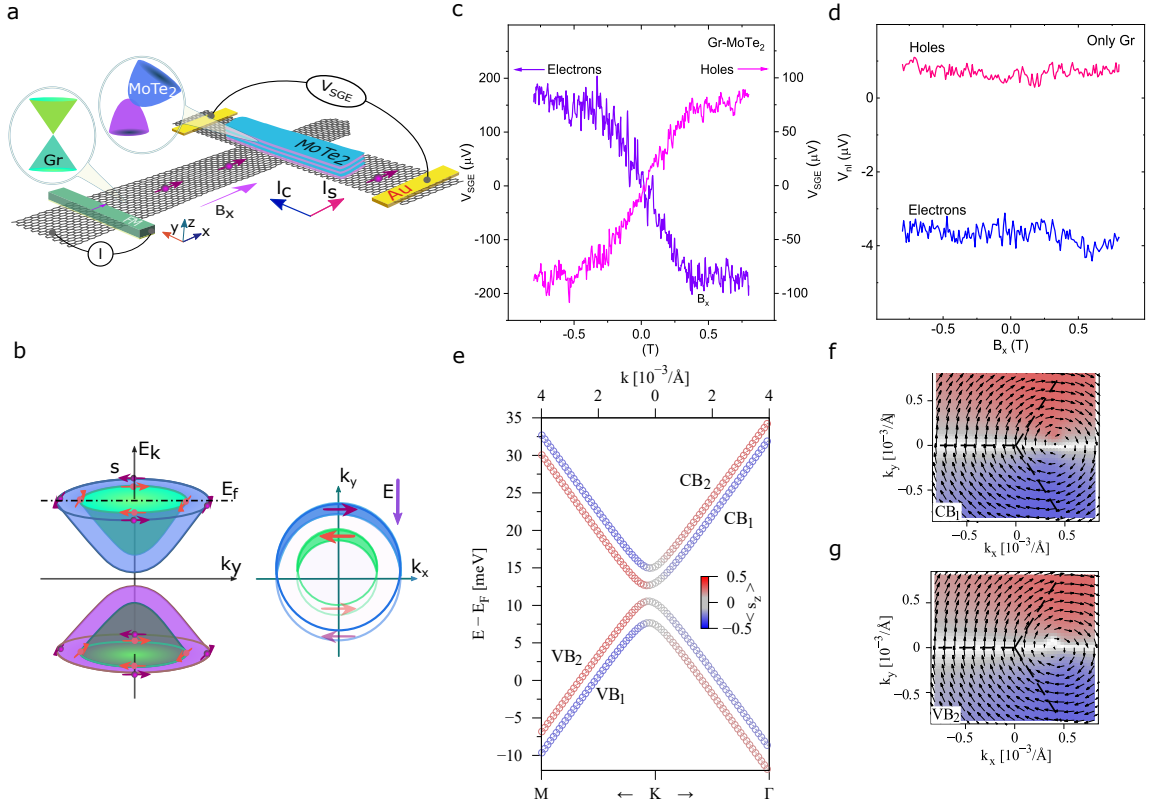 a
MoTe2
Gr
VSGE
MoTe2
Au
FM
Bx
IC
Is
I
y
z
x
b
Ek
s
Ef
ky
ky
E
kx
c
Gr-MoTe2
Electrons
Holes
200
100
0
-100
-200
VSGE (µV)
100
50
0
-50
-100
VSGE (µV)
Bx
-0.5
0.0
0.5
(T)
d
Only Gr
Holes
Electrons
0
-2
-4
Vnl (µV)
-0.5
0.0
0.5
Bx (T)
e
k [10-3/Å]
4
2
0
2
4
35
30
25
20
15
10
5
0
−5
−10
E − EF [meV]
CB2
CB1
VB2
VB1
0.5
0
−0.5
< sz >
M
←
K
→
Γ
f
ky [10−3/Å]
0.5
0
−0.5
CB1
−0.5
0
0.5
kx [10−3/Å]
g
ky [10−3/Å]
0.5
0
−0.5
VB2
−0.5
0
0.5
kx [10−3/Å]